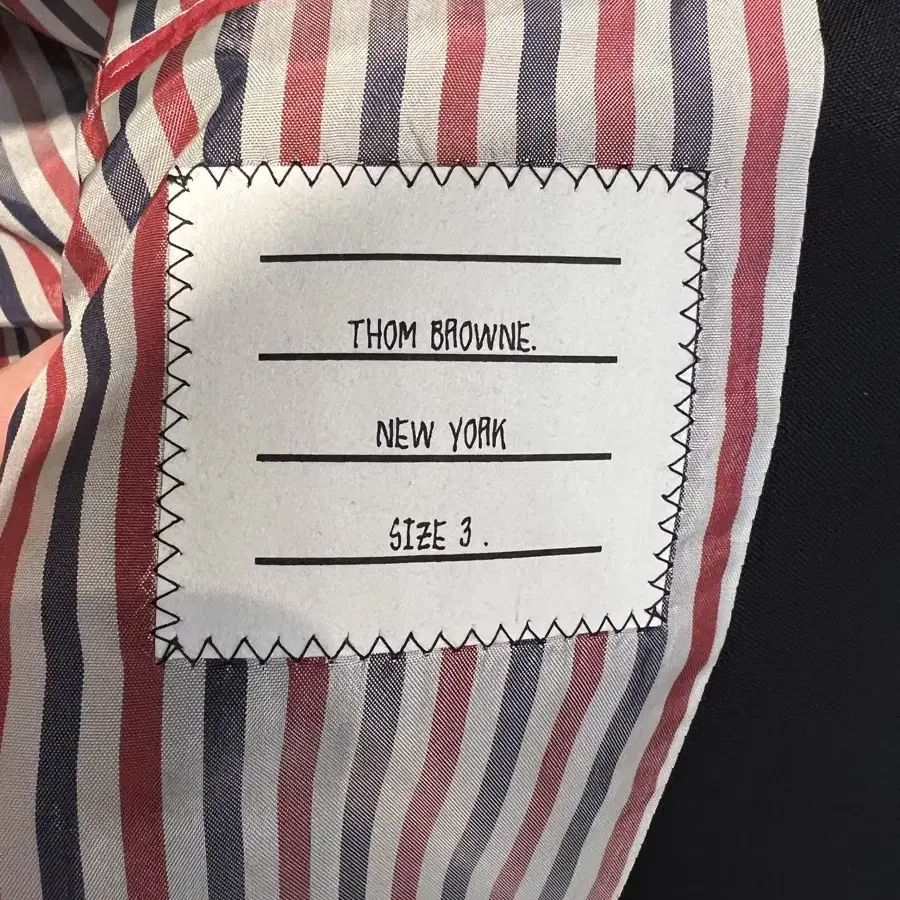 THOM BROWNE.
NEW YORK
SIZE 3.